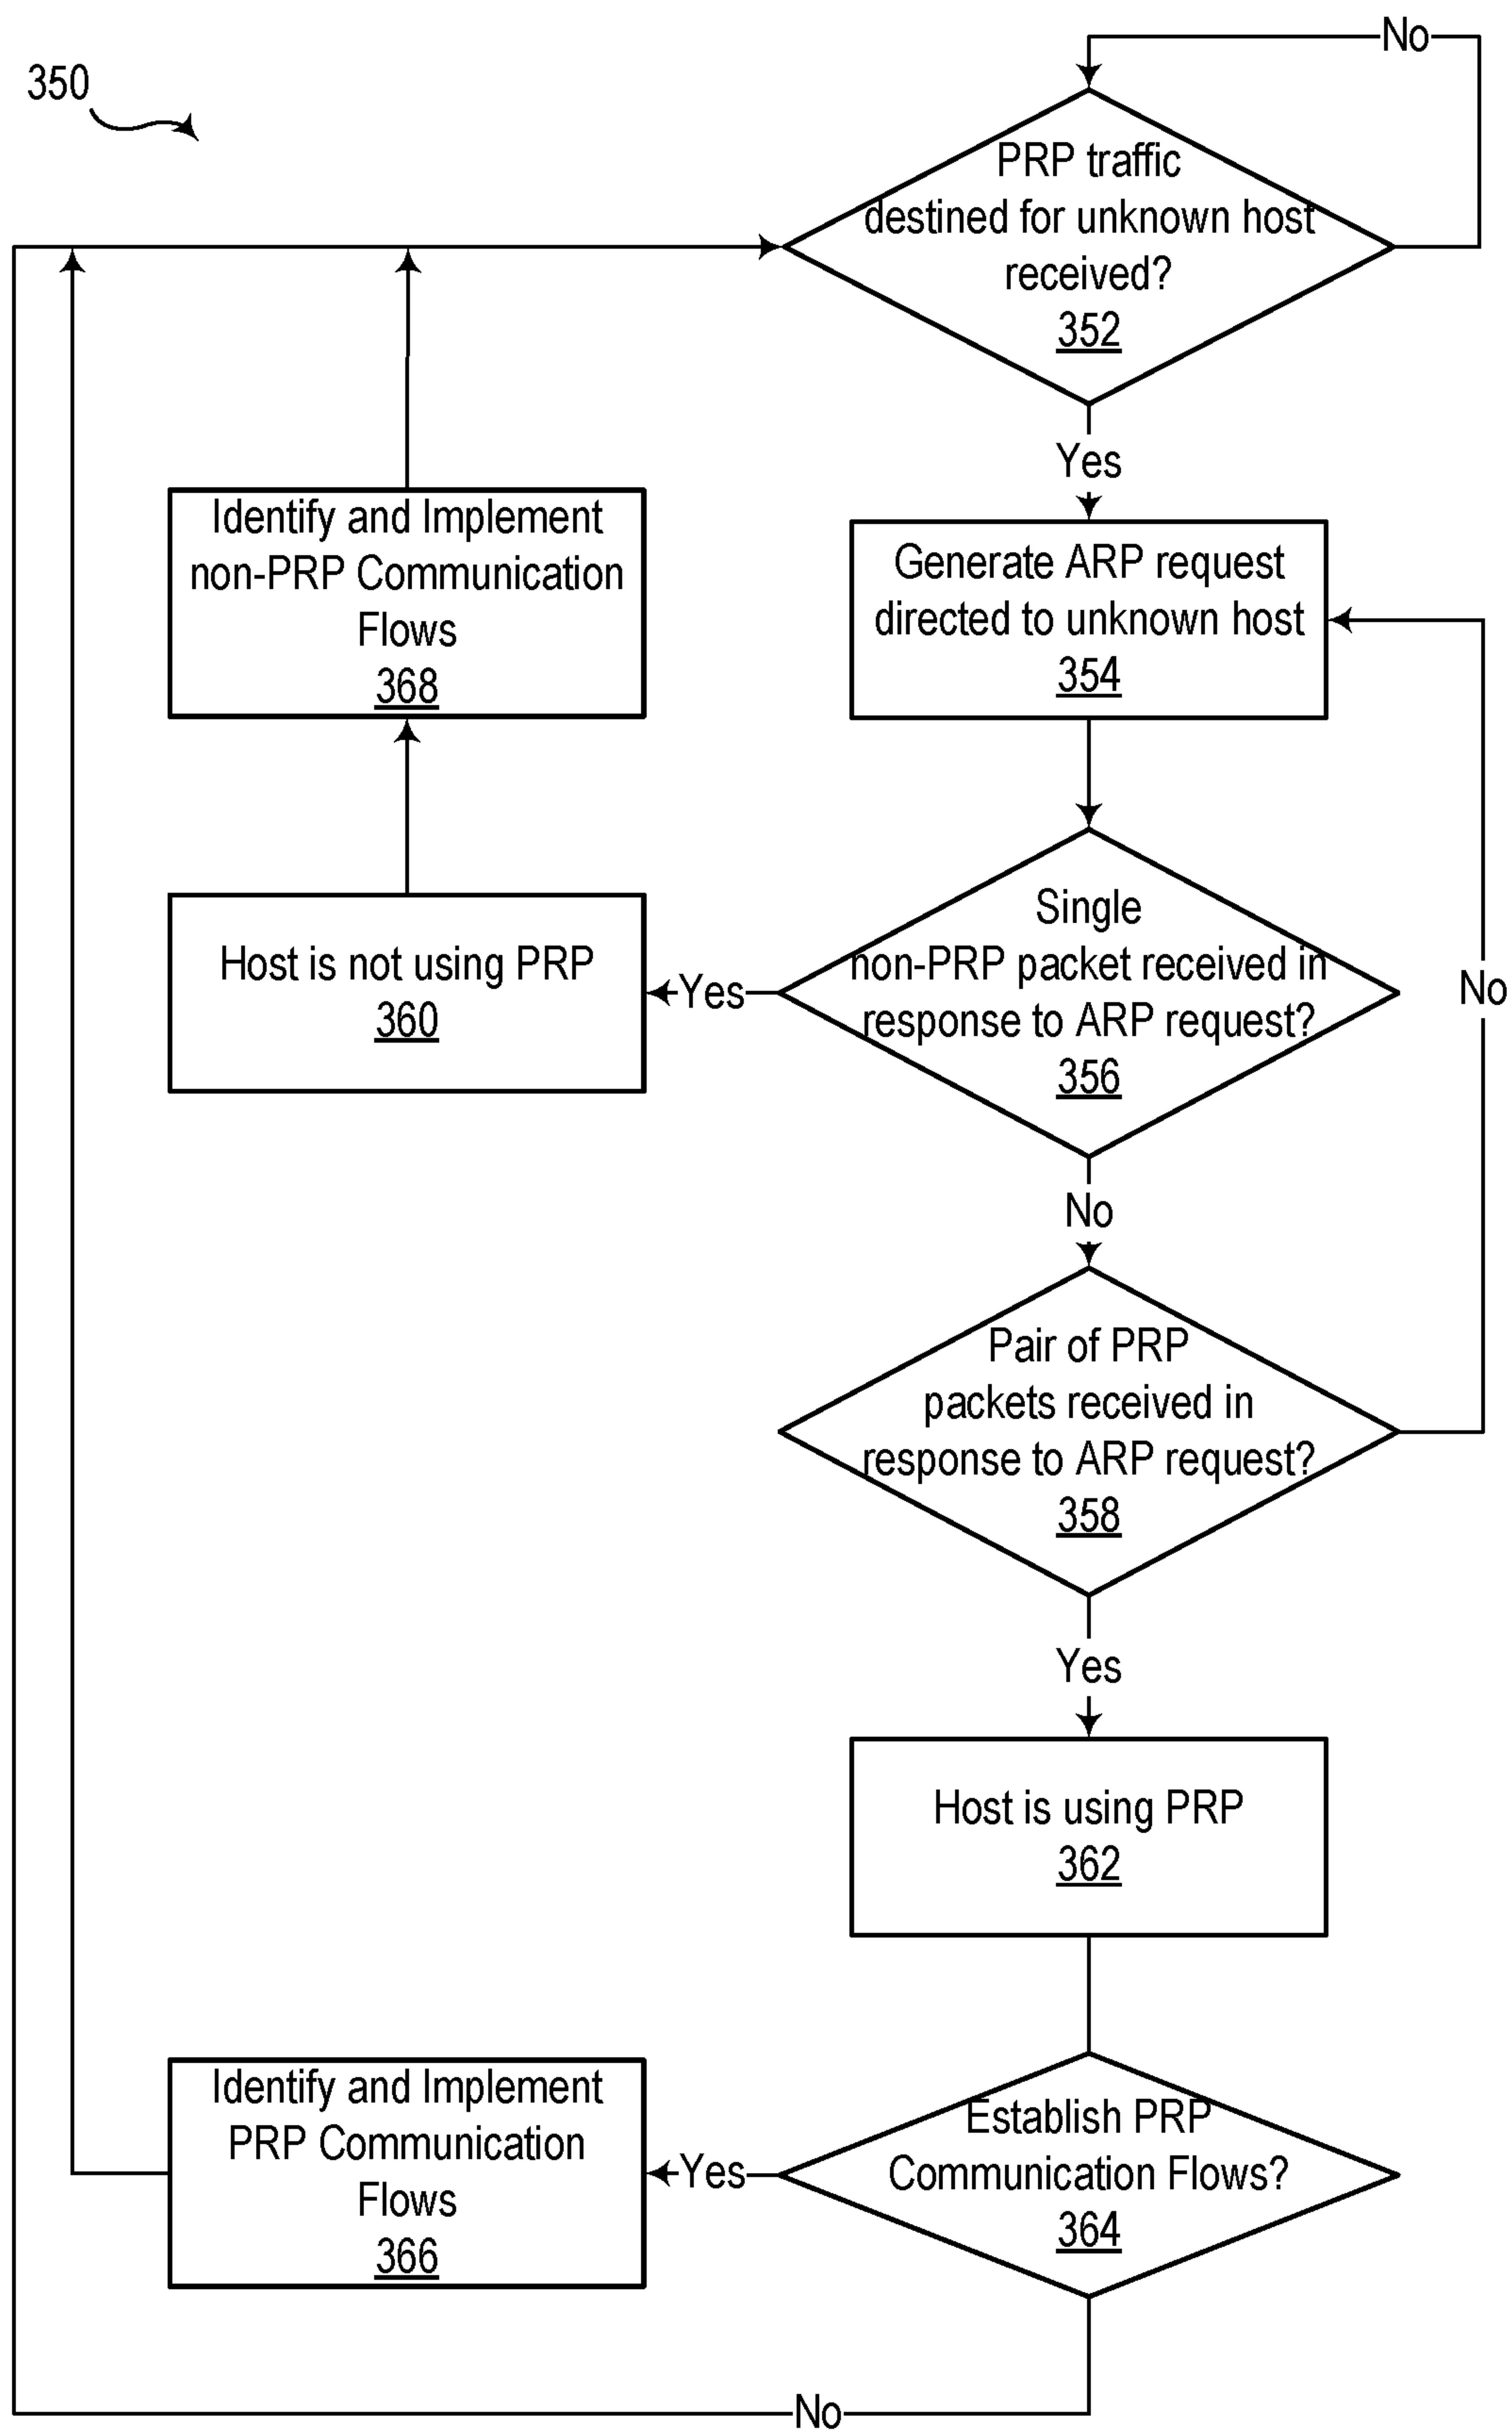 No
350
PRP traffic
destined for unknown host
received?
352
Yes
Identify and Implement
non-PRP Communication
Flows
368
Generate ARP request
directed to unknown host
354
Single
non-PRP packet received in
response to ARP request?
356
Yes
Host is not using PRP
360
No
No
Pair of PRP
packets received in
response to ARP request?
358
Yes
Host is using PRP
362
Establish PRP
Communication Flows?
364
Yes
Identify and Implement
PRP Communication
Flows
366
No